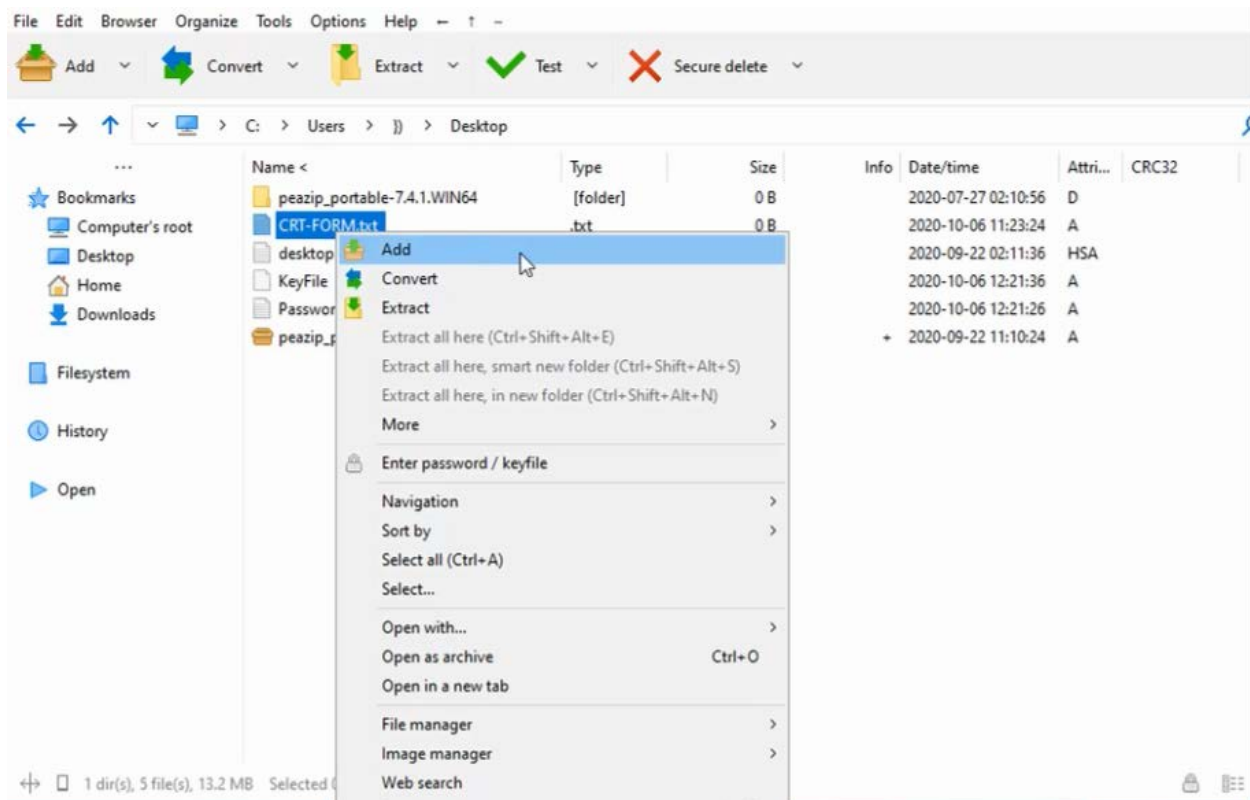 File Edit Browser Organize Tools Options Help
Add Convert Extract Test Secure delete
C: > Users > }) > Desktop
Name < Type Size Info Date/time Attri... CRC32
Bookmarks
Computer's root
Desktop
Home
Downloads
Filesystem
History
Open
peazip_portable-7.4.1.WIN64 [folder] 0 B 2020-07-27 02:10:56 D
CRT-FORM.txt .txt 0 B 2020-10-06 11:23:24 A
desktop 2020-09-22 02:11:36 HSA
KeyFile 2020-10-06 12:21:36 A
Passwor 2020-10-06 12:21:26 A
peazip_p + 2020-09-22 11:10:24 A
Add
Convert
Extract
Extract all here (Ctrl+Shift+Alt+E)
Extract all here, smart new folder (Ctrl+Shift+Alt+S)
Extract all here, in new folder (Ctrl+Shift+Alt+N)
More >
Enter password / keyfile
Navigation >
Sort by >
Select all (Ctrl+A)
Select...
Open with... >
Open as archive Ctrl+O
Open in a new tab
File manager >
Image manager >
Web search
1 dir(s), 5 file(s), 13.2 MB Selected